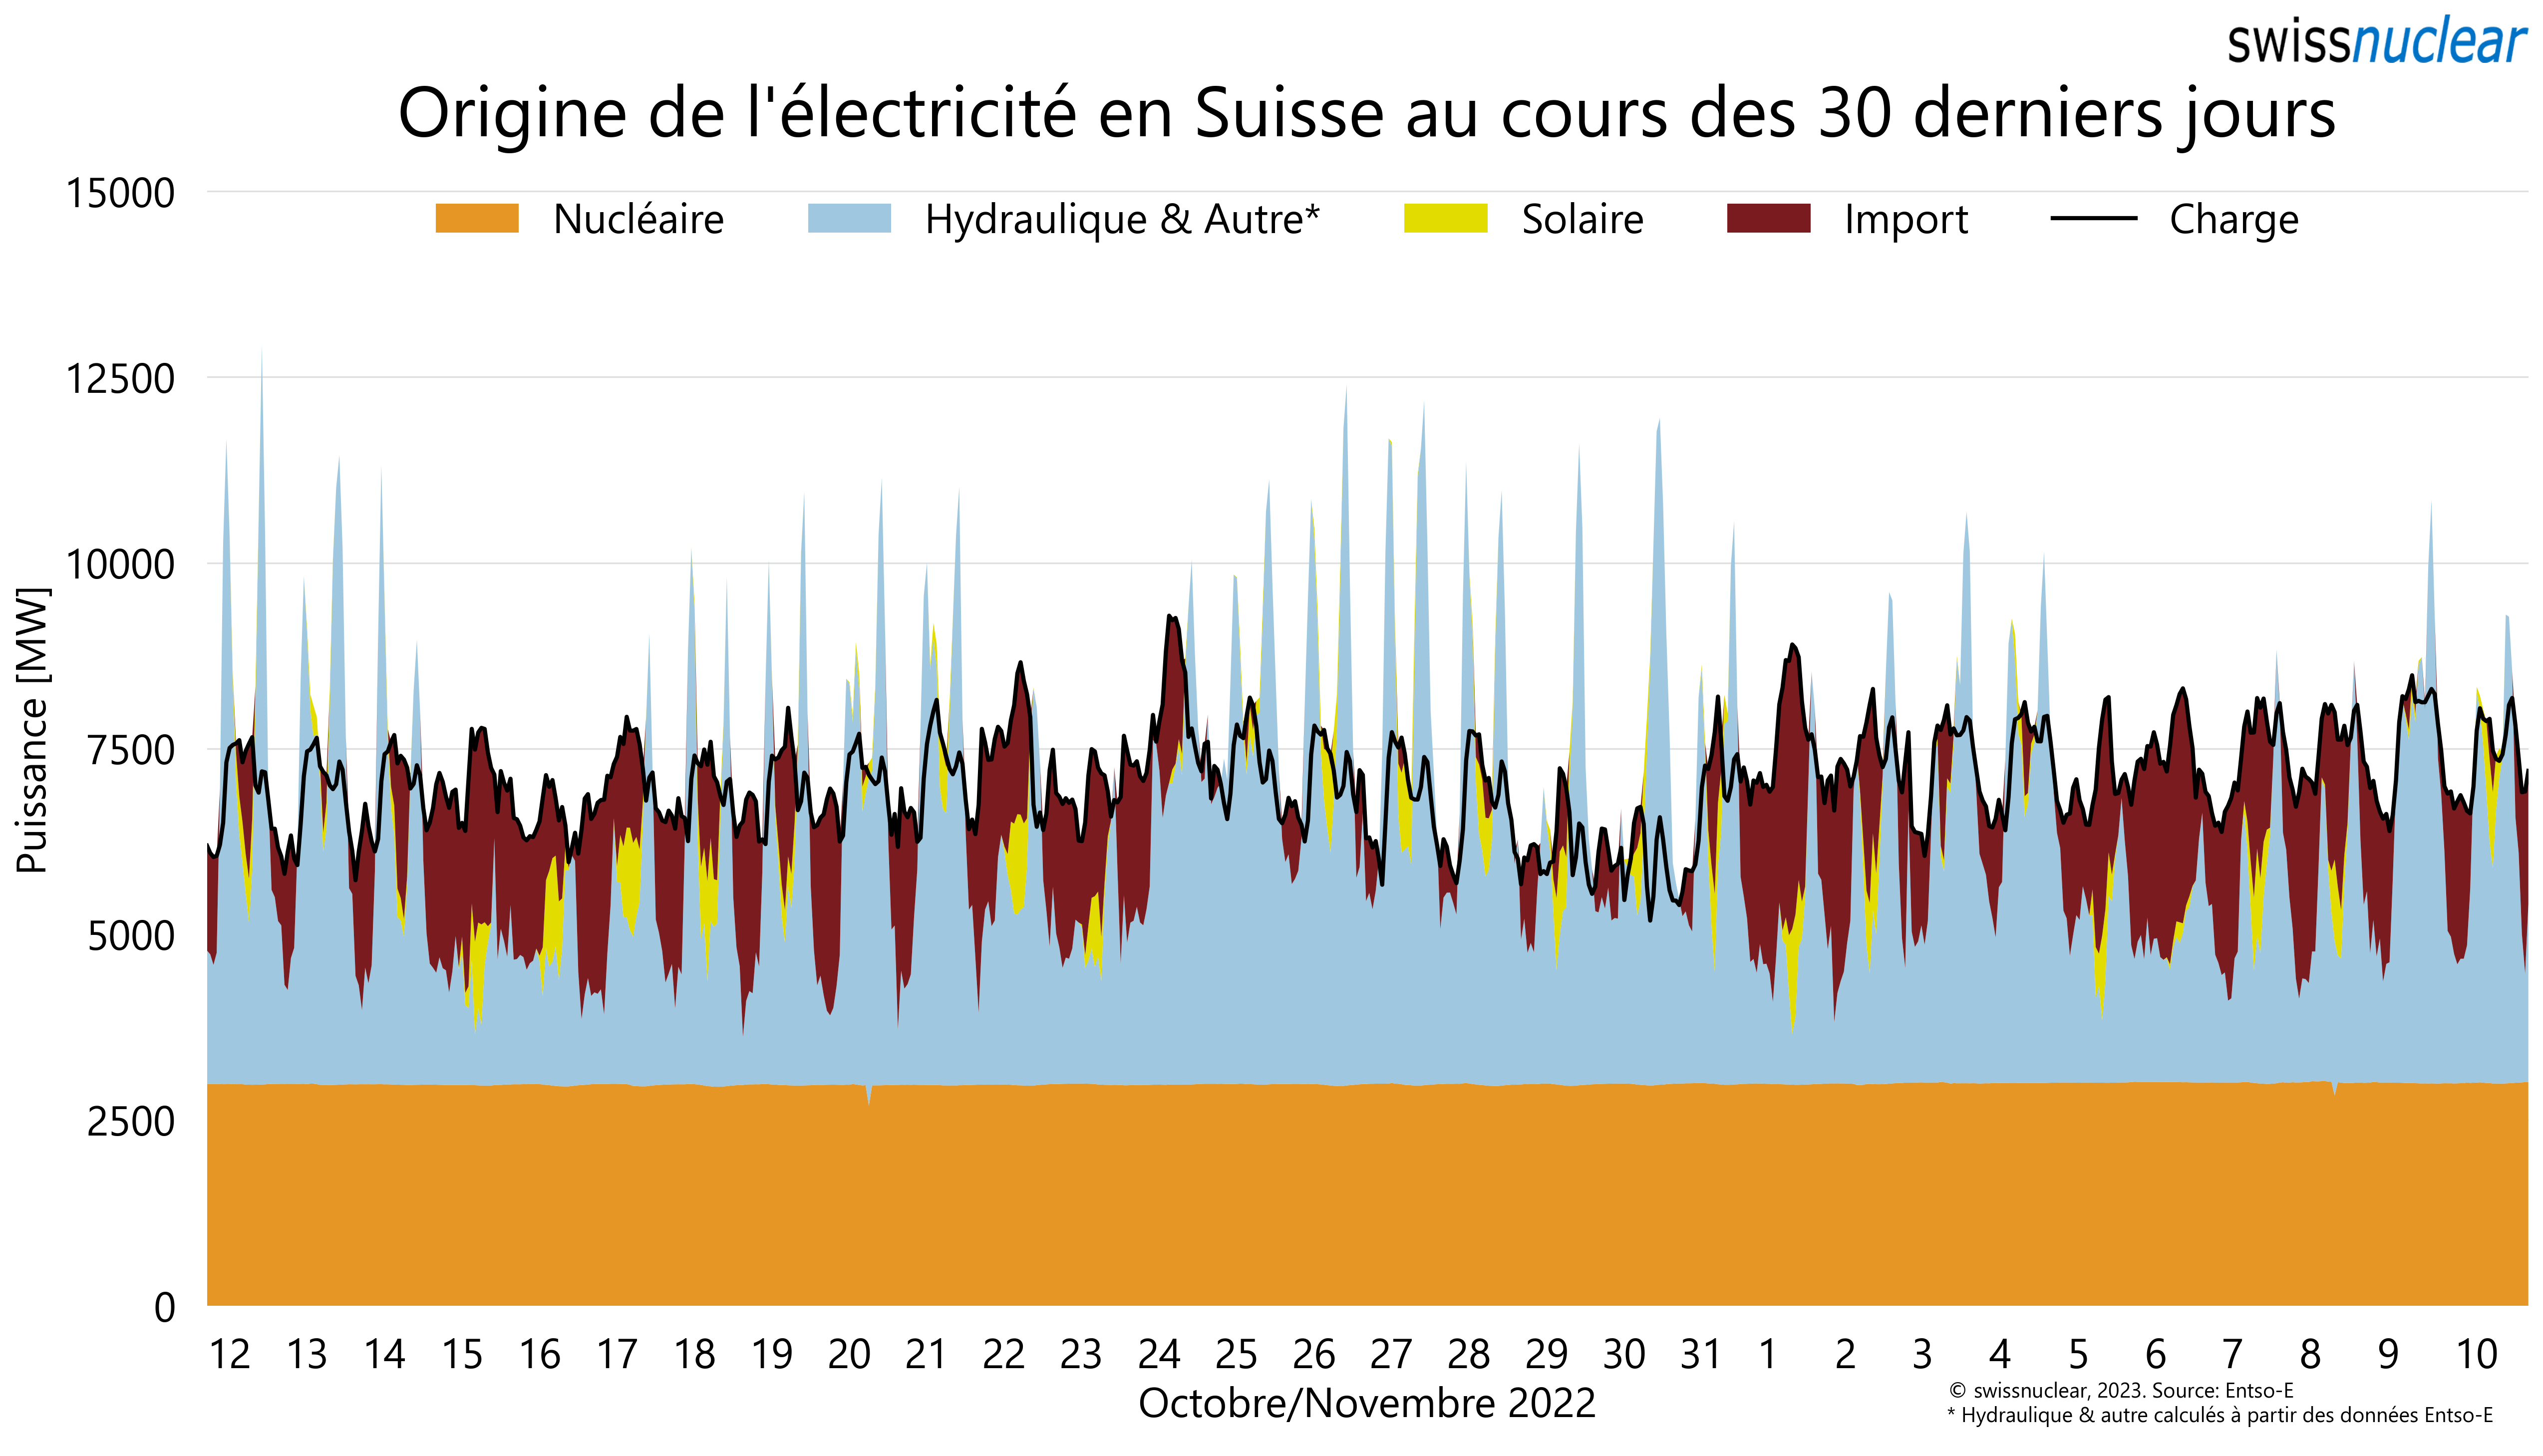 swissnuclear
Origine de l'électricité en Suisse au cours des 30 derniers jours
15000
Nucléaire Hydraulique & Autre* Solaire Import Charge
12500
10000
7500
5000
2500
0
Puissance [MW]
12 13 14 15 16 17 18 19 20 21 22 23 24 25 26 27 28 29 30 31 1 2 3 4 5 6 7 8 9 10
Octobre/Novembre 2022
© swissnuclear, 2023. Source: Entso-E
* Hydraulique & autre calculés à partir des données Entso-E